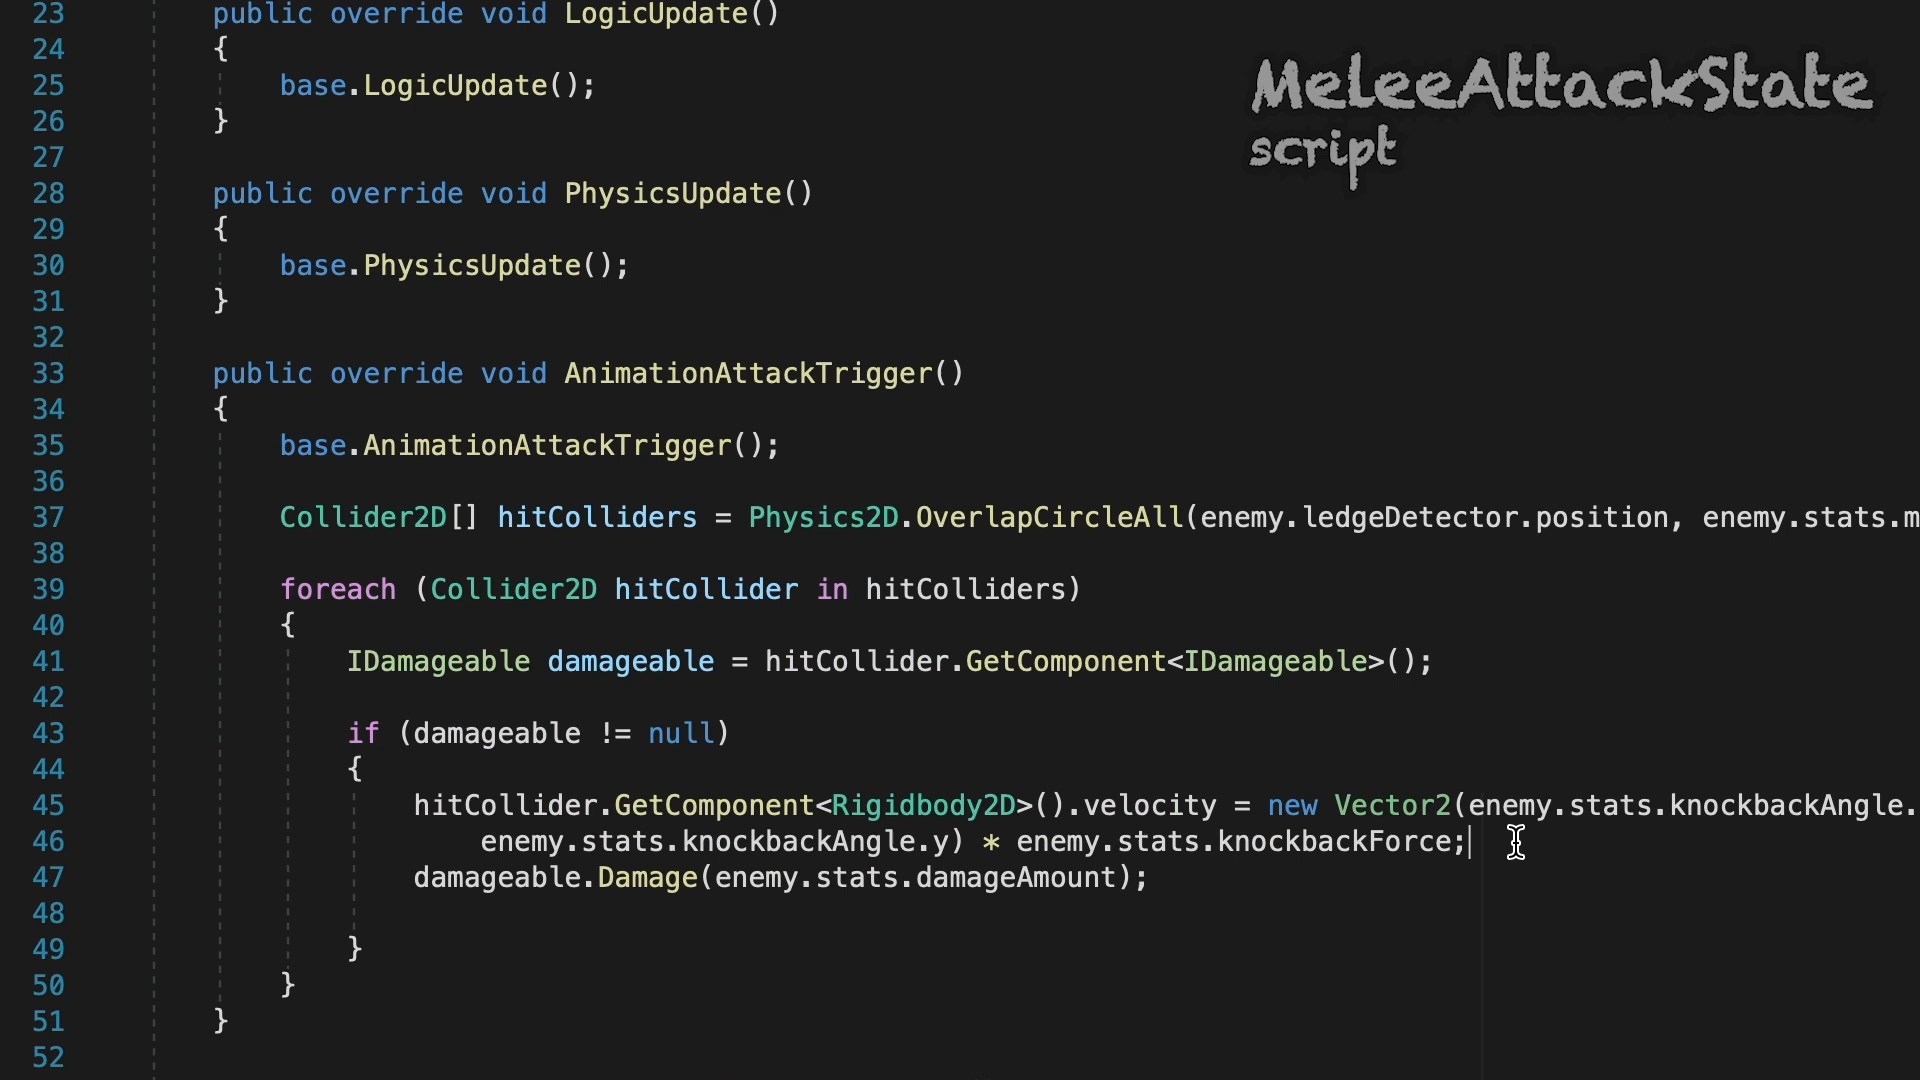 23 public override void LogicUpdate()
24 {
25 base.LogicUpdate();
26 }
27
28 public override void PhysicsUpdate()
29 {
30 base.PhysicsUpdate();
31 }
32
33 public override void AnimationAttackTrigger()
34 {
35 base.AnimationAttackTrigger();
36
37 Collider2D[] hitColliders = Physics2D.OverlapCircleAll(enemy.ledgeDetector.position, enemy.stats.m
38
39 foreach (Collider2D hitCollider in hitColliders)
40 {
41 IDamageable damageable = hitCollider.GetComponent<IDamageable>();
42
43 if (damageable != null)
44 {
45 hitCollider.GetComponent<Rigidbody2D>().velocity = new Vector2(enemy.stats.knockbackAngle.
46 enemy.stats.knockbackAngle.y) * enemy.stats.knockbackForce;
47 damageable.Damage(enemy.stats.damageAmount);
48
49 }
50 }
51 }
52
MeleeAttackState
script